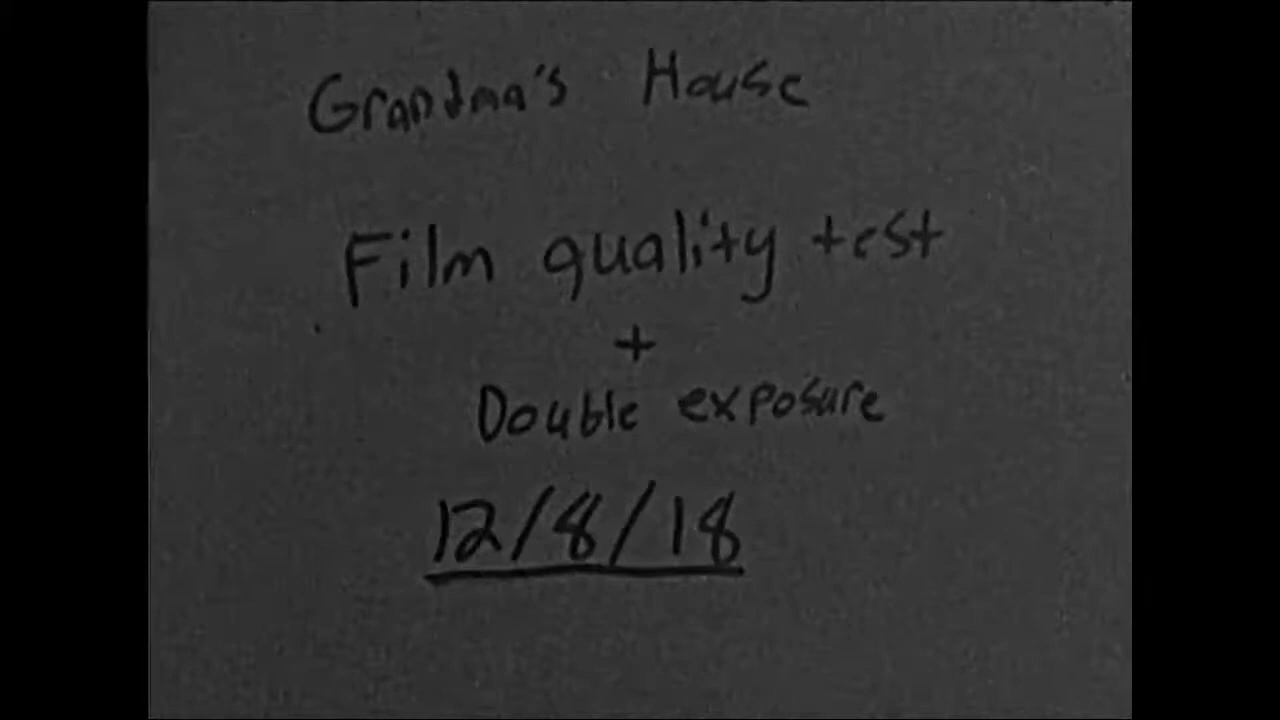 Grandma's House
Film quality test
+
Double exposure
12/8/18